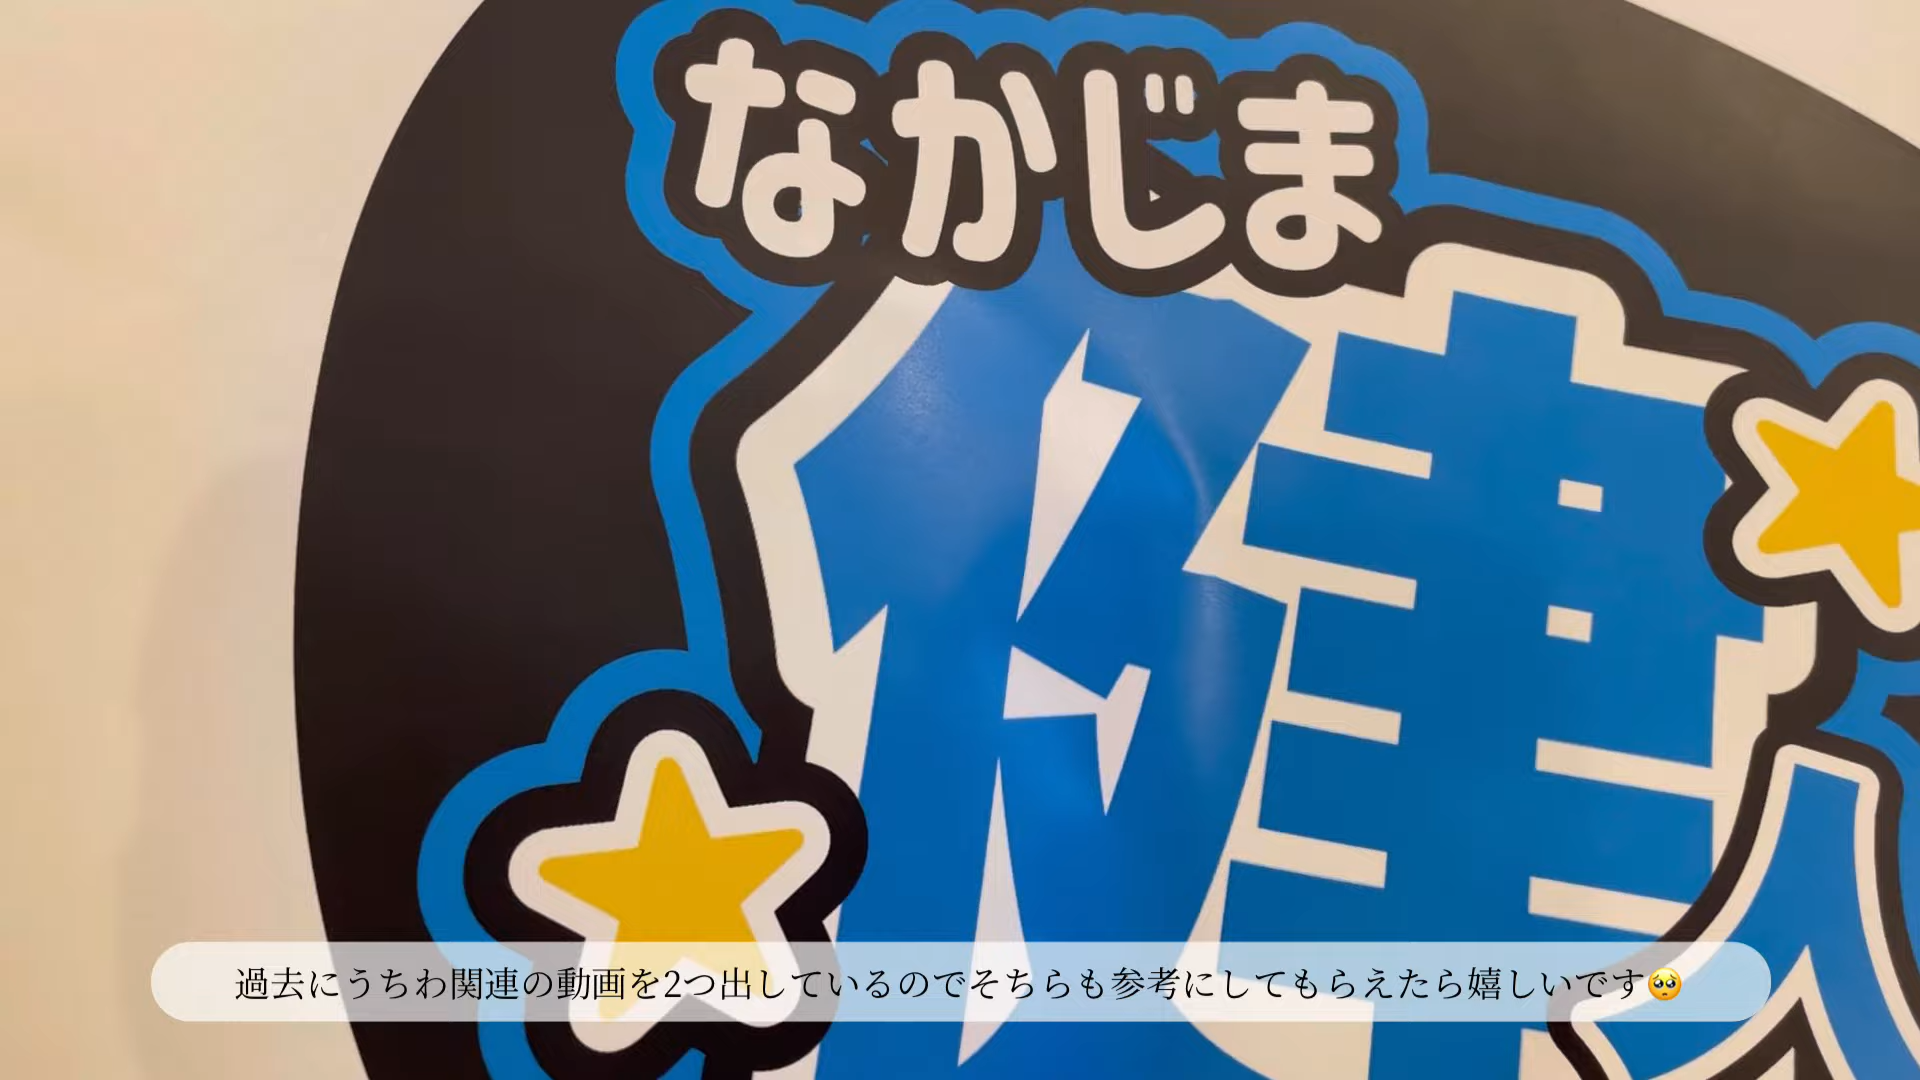 なかじま
健人
過去にうちわ関連の動画を2つ出しているのでそちらも参考にしてもらえたら嬉しいです🥺